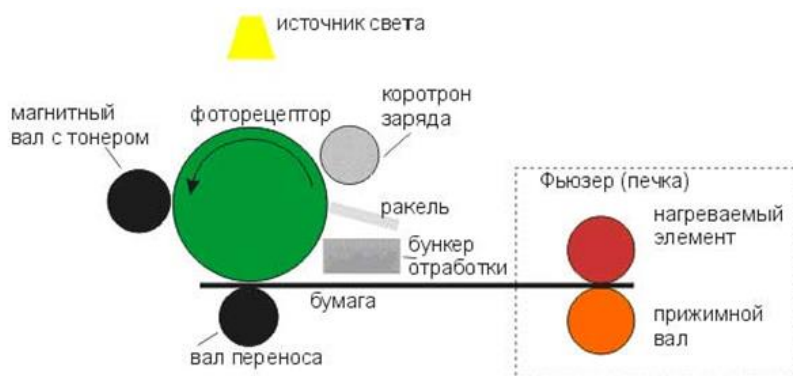 источник света
магнитный
вал с тонером
фоторецептор
коротрон
заряда
ракель
бункер
отработки
бумага
вал переноса
Фьюзер (печка)
нагреваемый
элемент
прижимной
вал